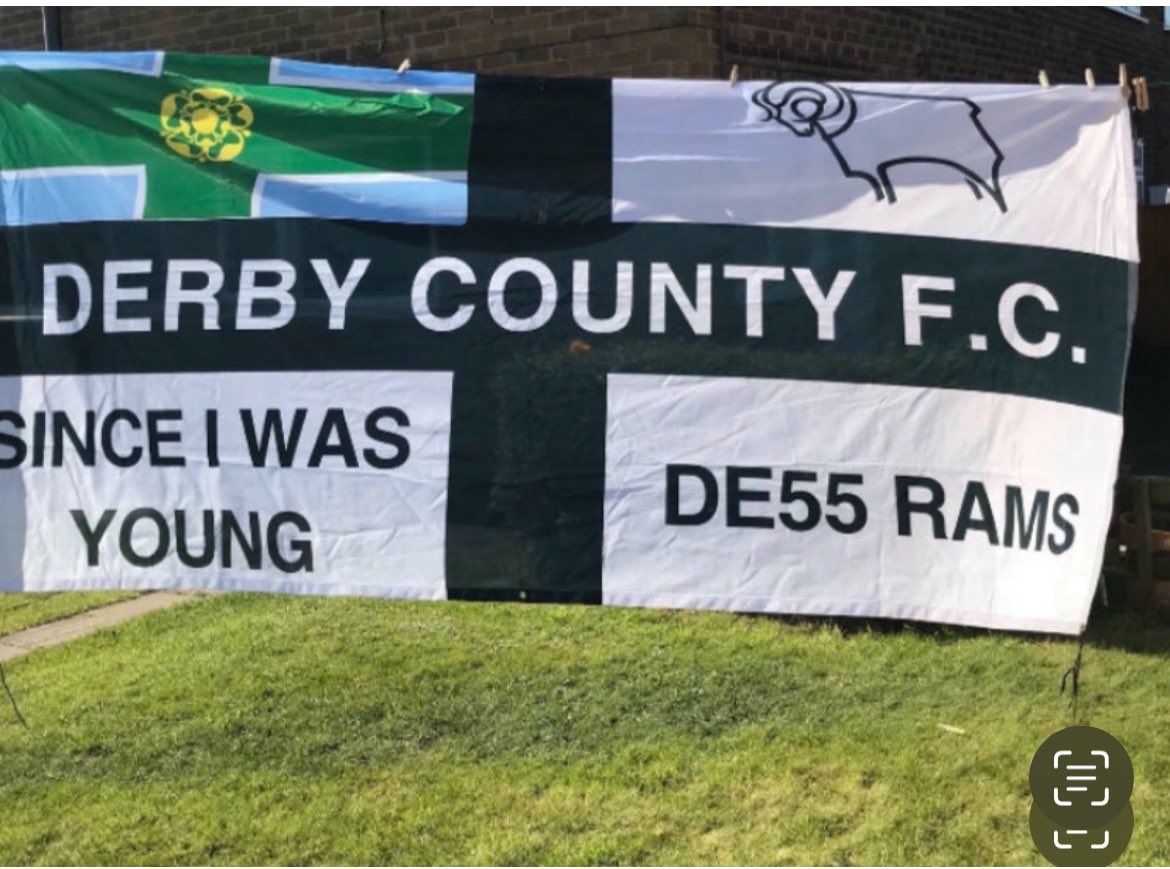 DERBY COUNTY F.C.
SINCE I WAS
YOUNG
DE55 RAMS